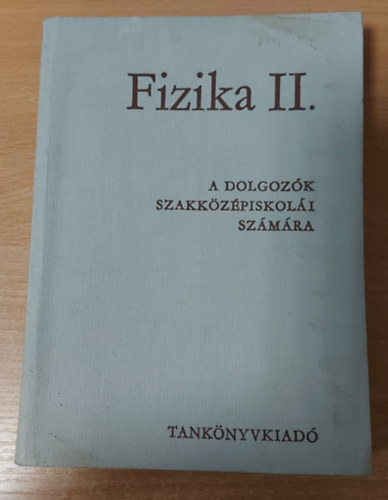 Fizika II.
A DOLGOZÓK
SZAKKÖZÉPISKOLÁI
SZÁMÁRA
TANKÖNYVKIADÓ